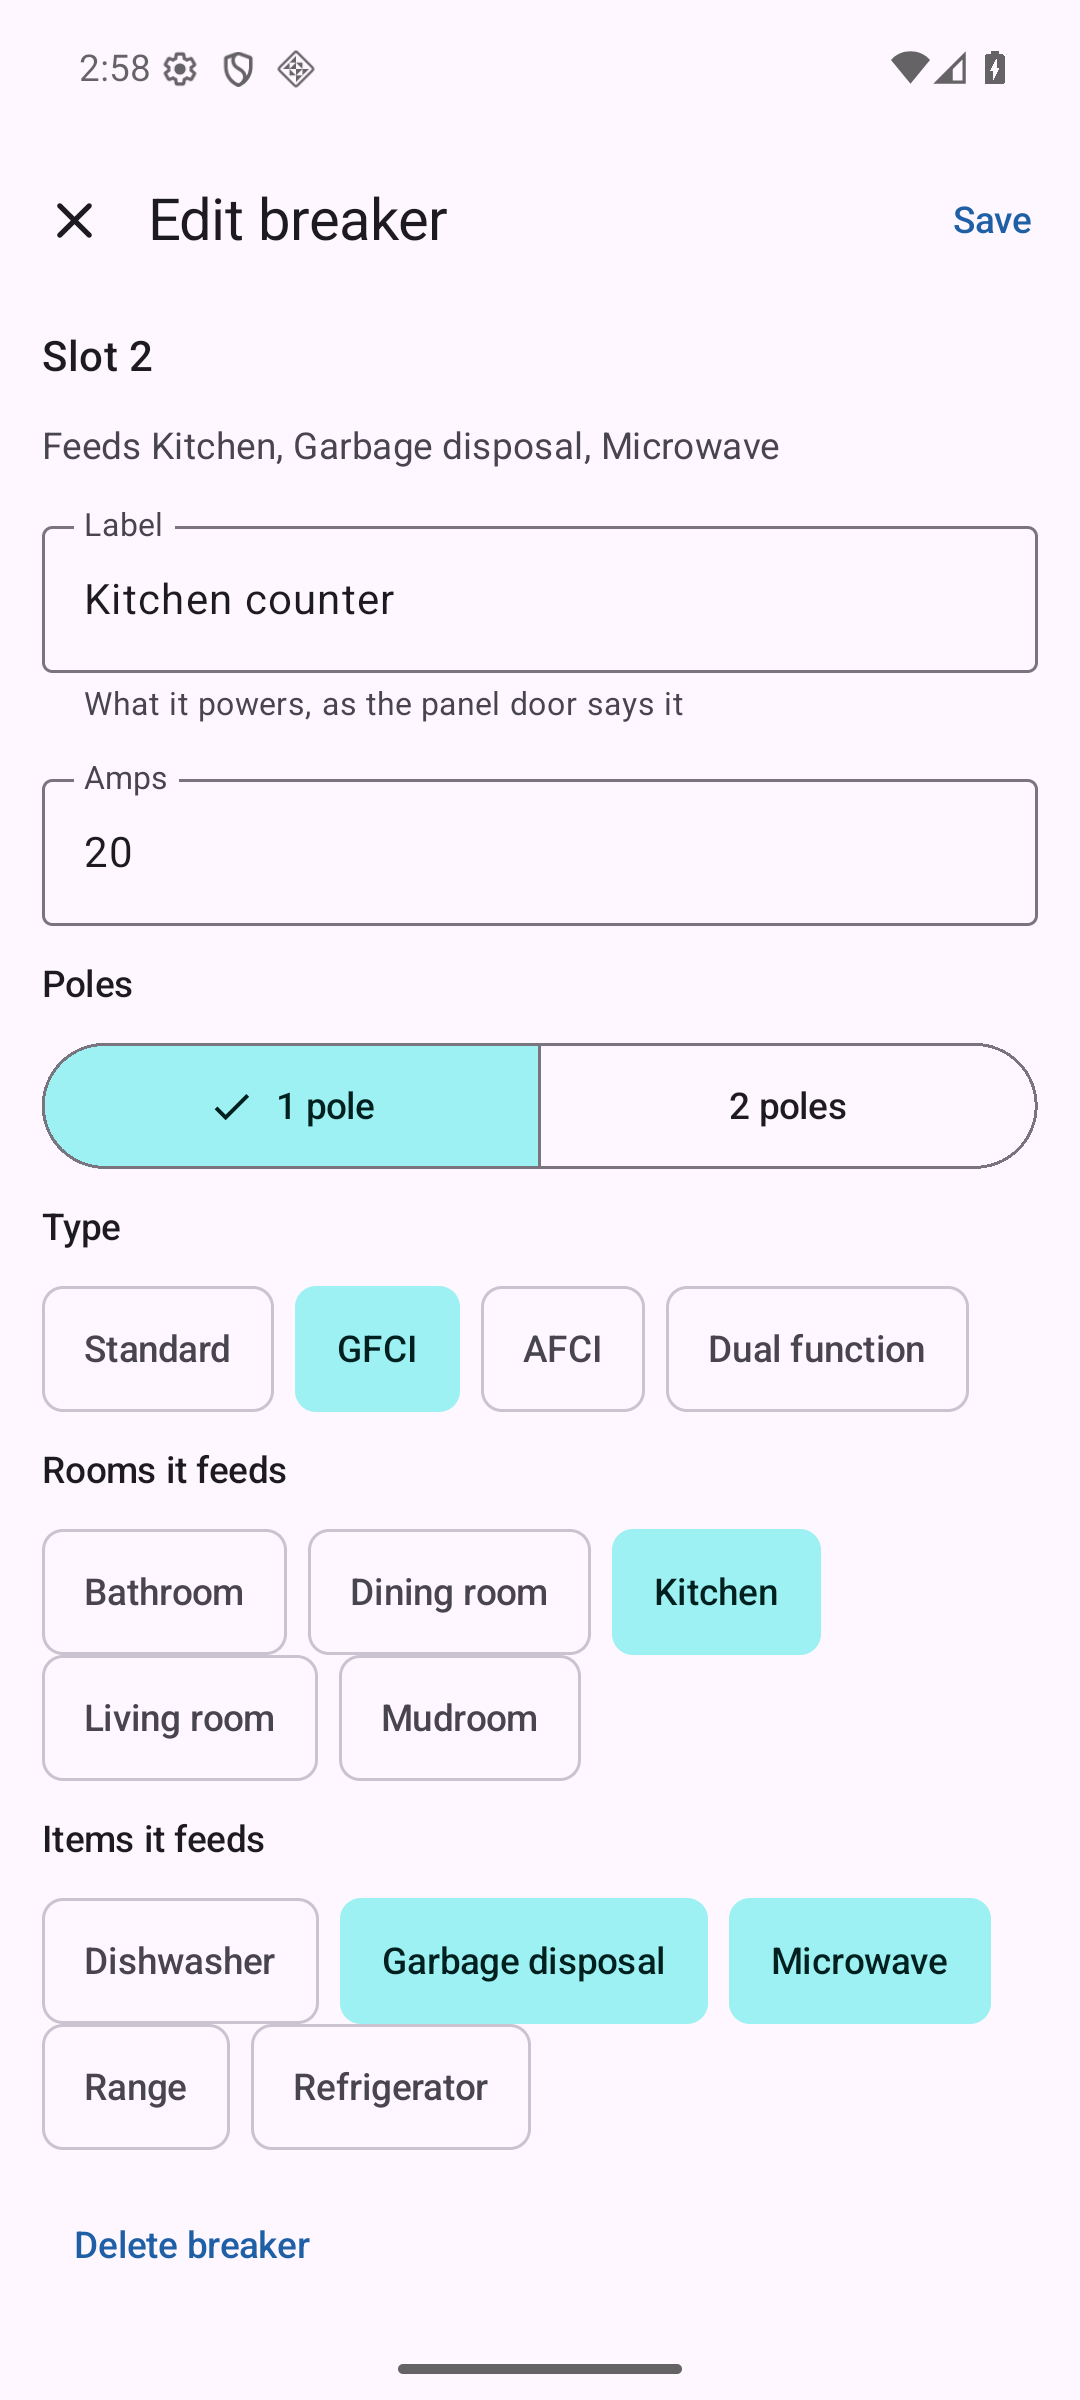 2:58
Edit breaker
Save
Slot 2
Feeds Kitchen, Garbage disposal, Microwave
Label
Kitchen counter
What it powers, as the panel door says it
Amps
20
Poles
1 pole
2 poles
Type
Standard
GFCI
AFCI
Dual function
Rooms it feeds
Bathroom
Dining room
Kitchen
Living room
Mudroom
Items it feeds
Dishwasher
Garbage disposal
Microwave
Range
Refrigerator
Delete breaker